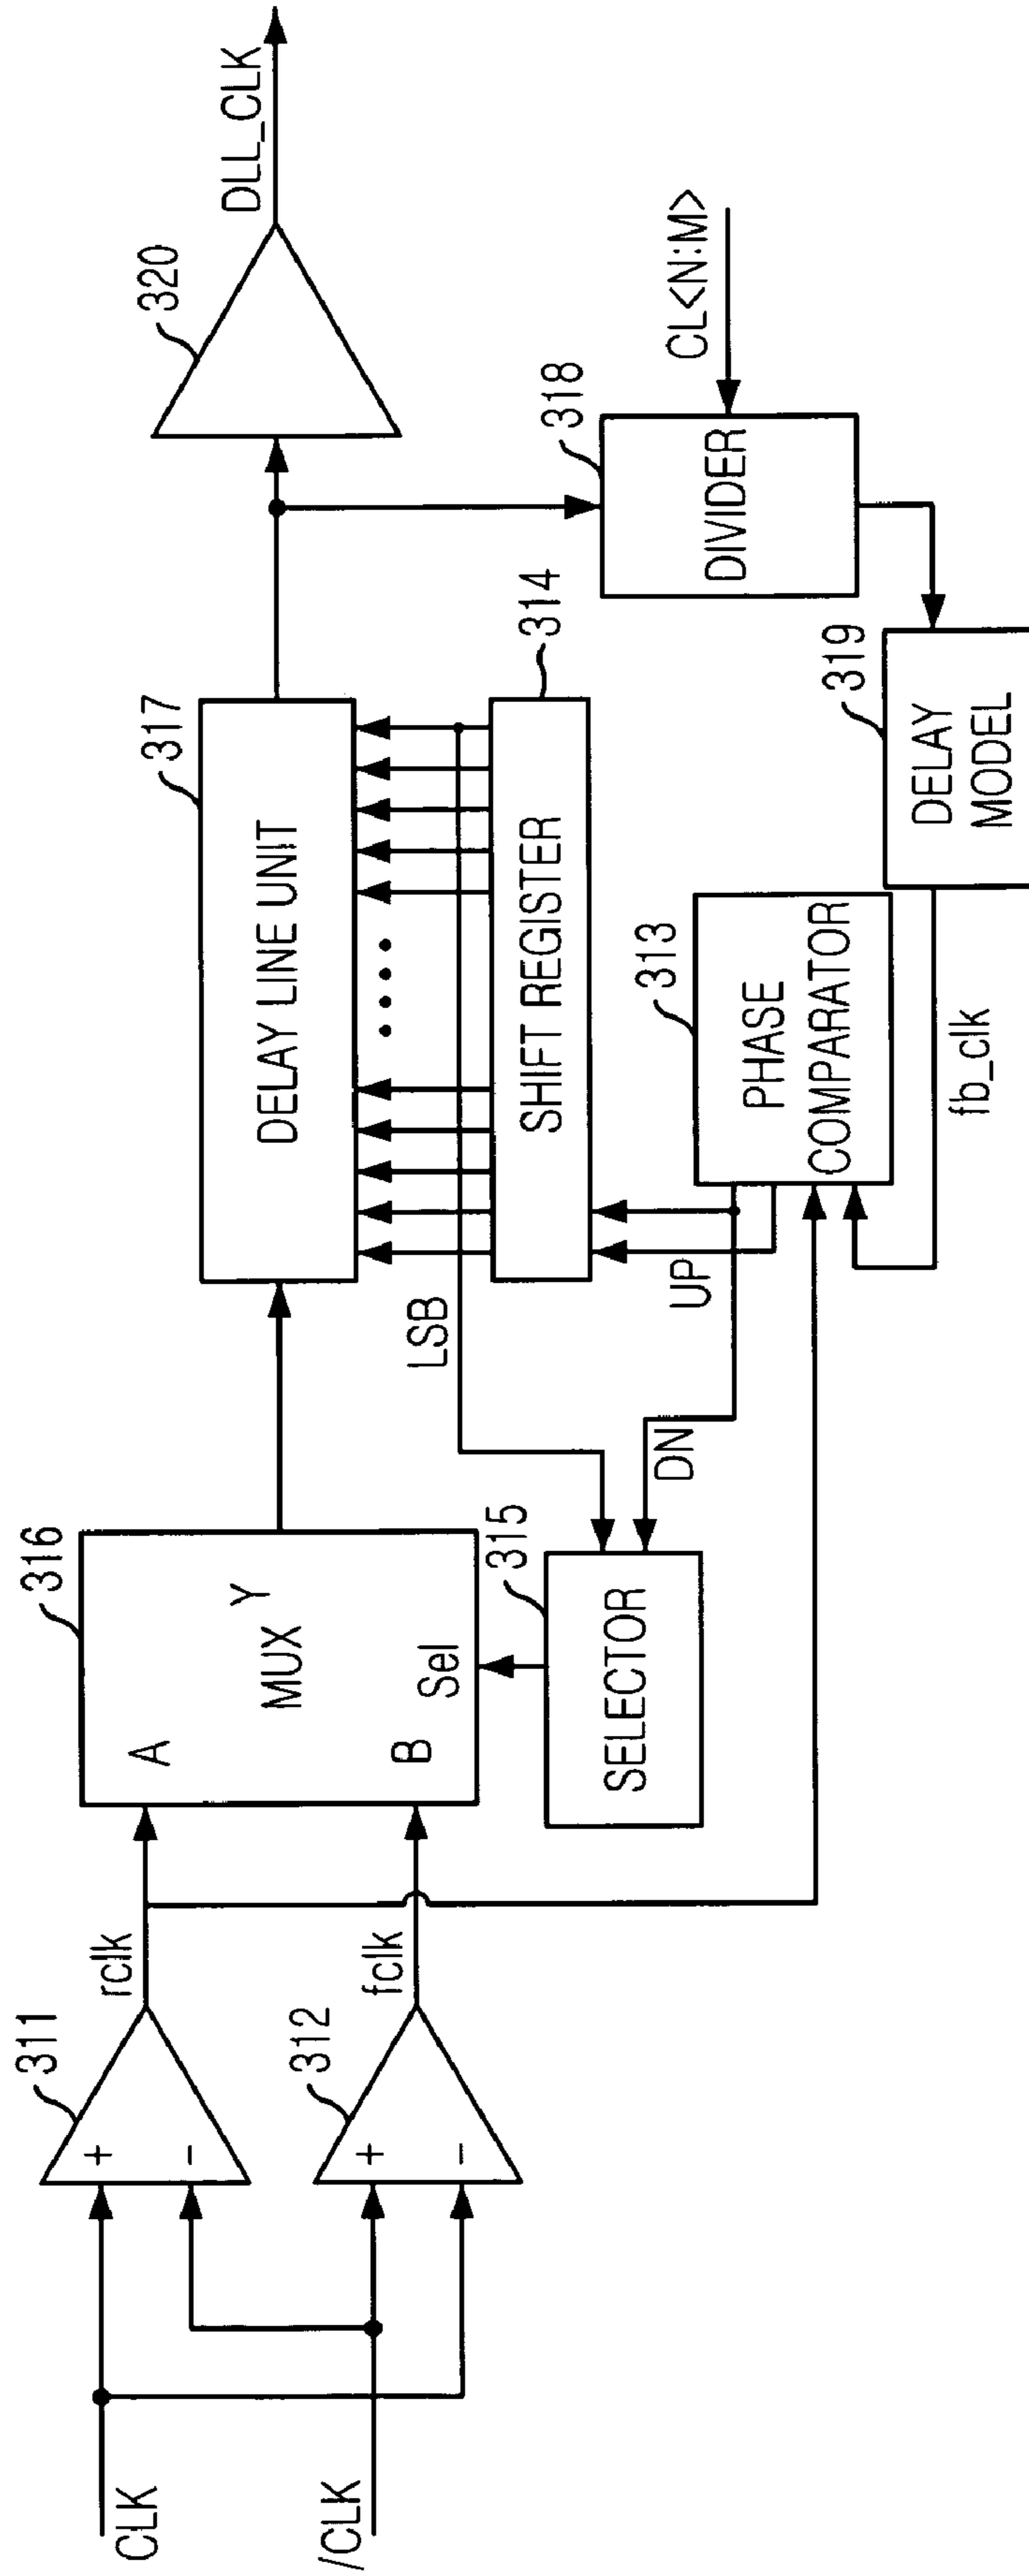 CLK
/CLK
311
+
-
312
+
-
rclk
fclk
316
A
MUX
Y
B
Sel
315
SELECTOR
LSB
DN
UP
317
DELAY LINE UNIT
314
SHIFT REGISTER
313
PHASE
COMPARATOR
fb_clk
319
DELAY
MODEL
318
DIVIDER
CL<N:M>
320
DLL_CLK